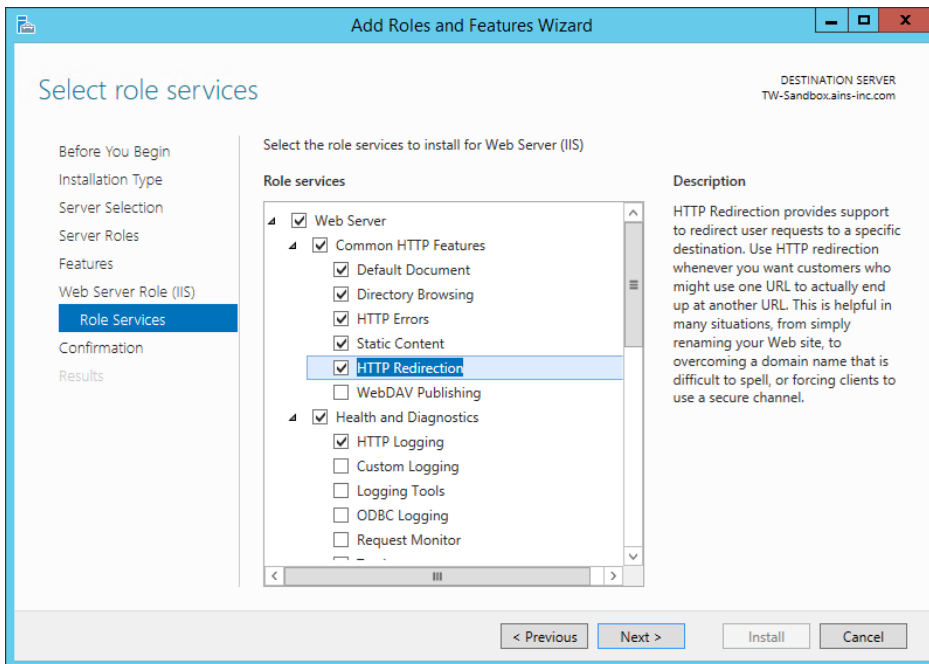 Add Roles and Features Wizard
Select role services
DESTINATION SERVER
TW-Sandbox.ains-inc.com
Before You Begin
Installation Type
Server Selection
Server Roles
Features
Web Server Role (IIS)
Role Services
Confirmation
Results
Select the role services to install for Web Server (IIS)
Role services
Web Server
Common HTTP Features
Default Document
Directory Browsing
HTTP Errors
Static Content
HTTP Redirection
WebDAV Publishing
Health and Diagnostics
HTTP Logging
Custom Logging
Logging Tools
ODBC Logging
Request Monitor
Description
HTTP Redirection provides support
to redirect user requests to a specific
destination. Use HTTP redirection
whenever you want customers who
might use one URL to actually end
up at another URL. This is helpful in
many situations, from simply
renaming your Web site, to
overcoming a domain name that is
difficult to spell, or forcing clients to
use a secure channel.
< Previous
Next >
Install
Cancel